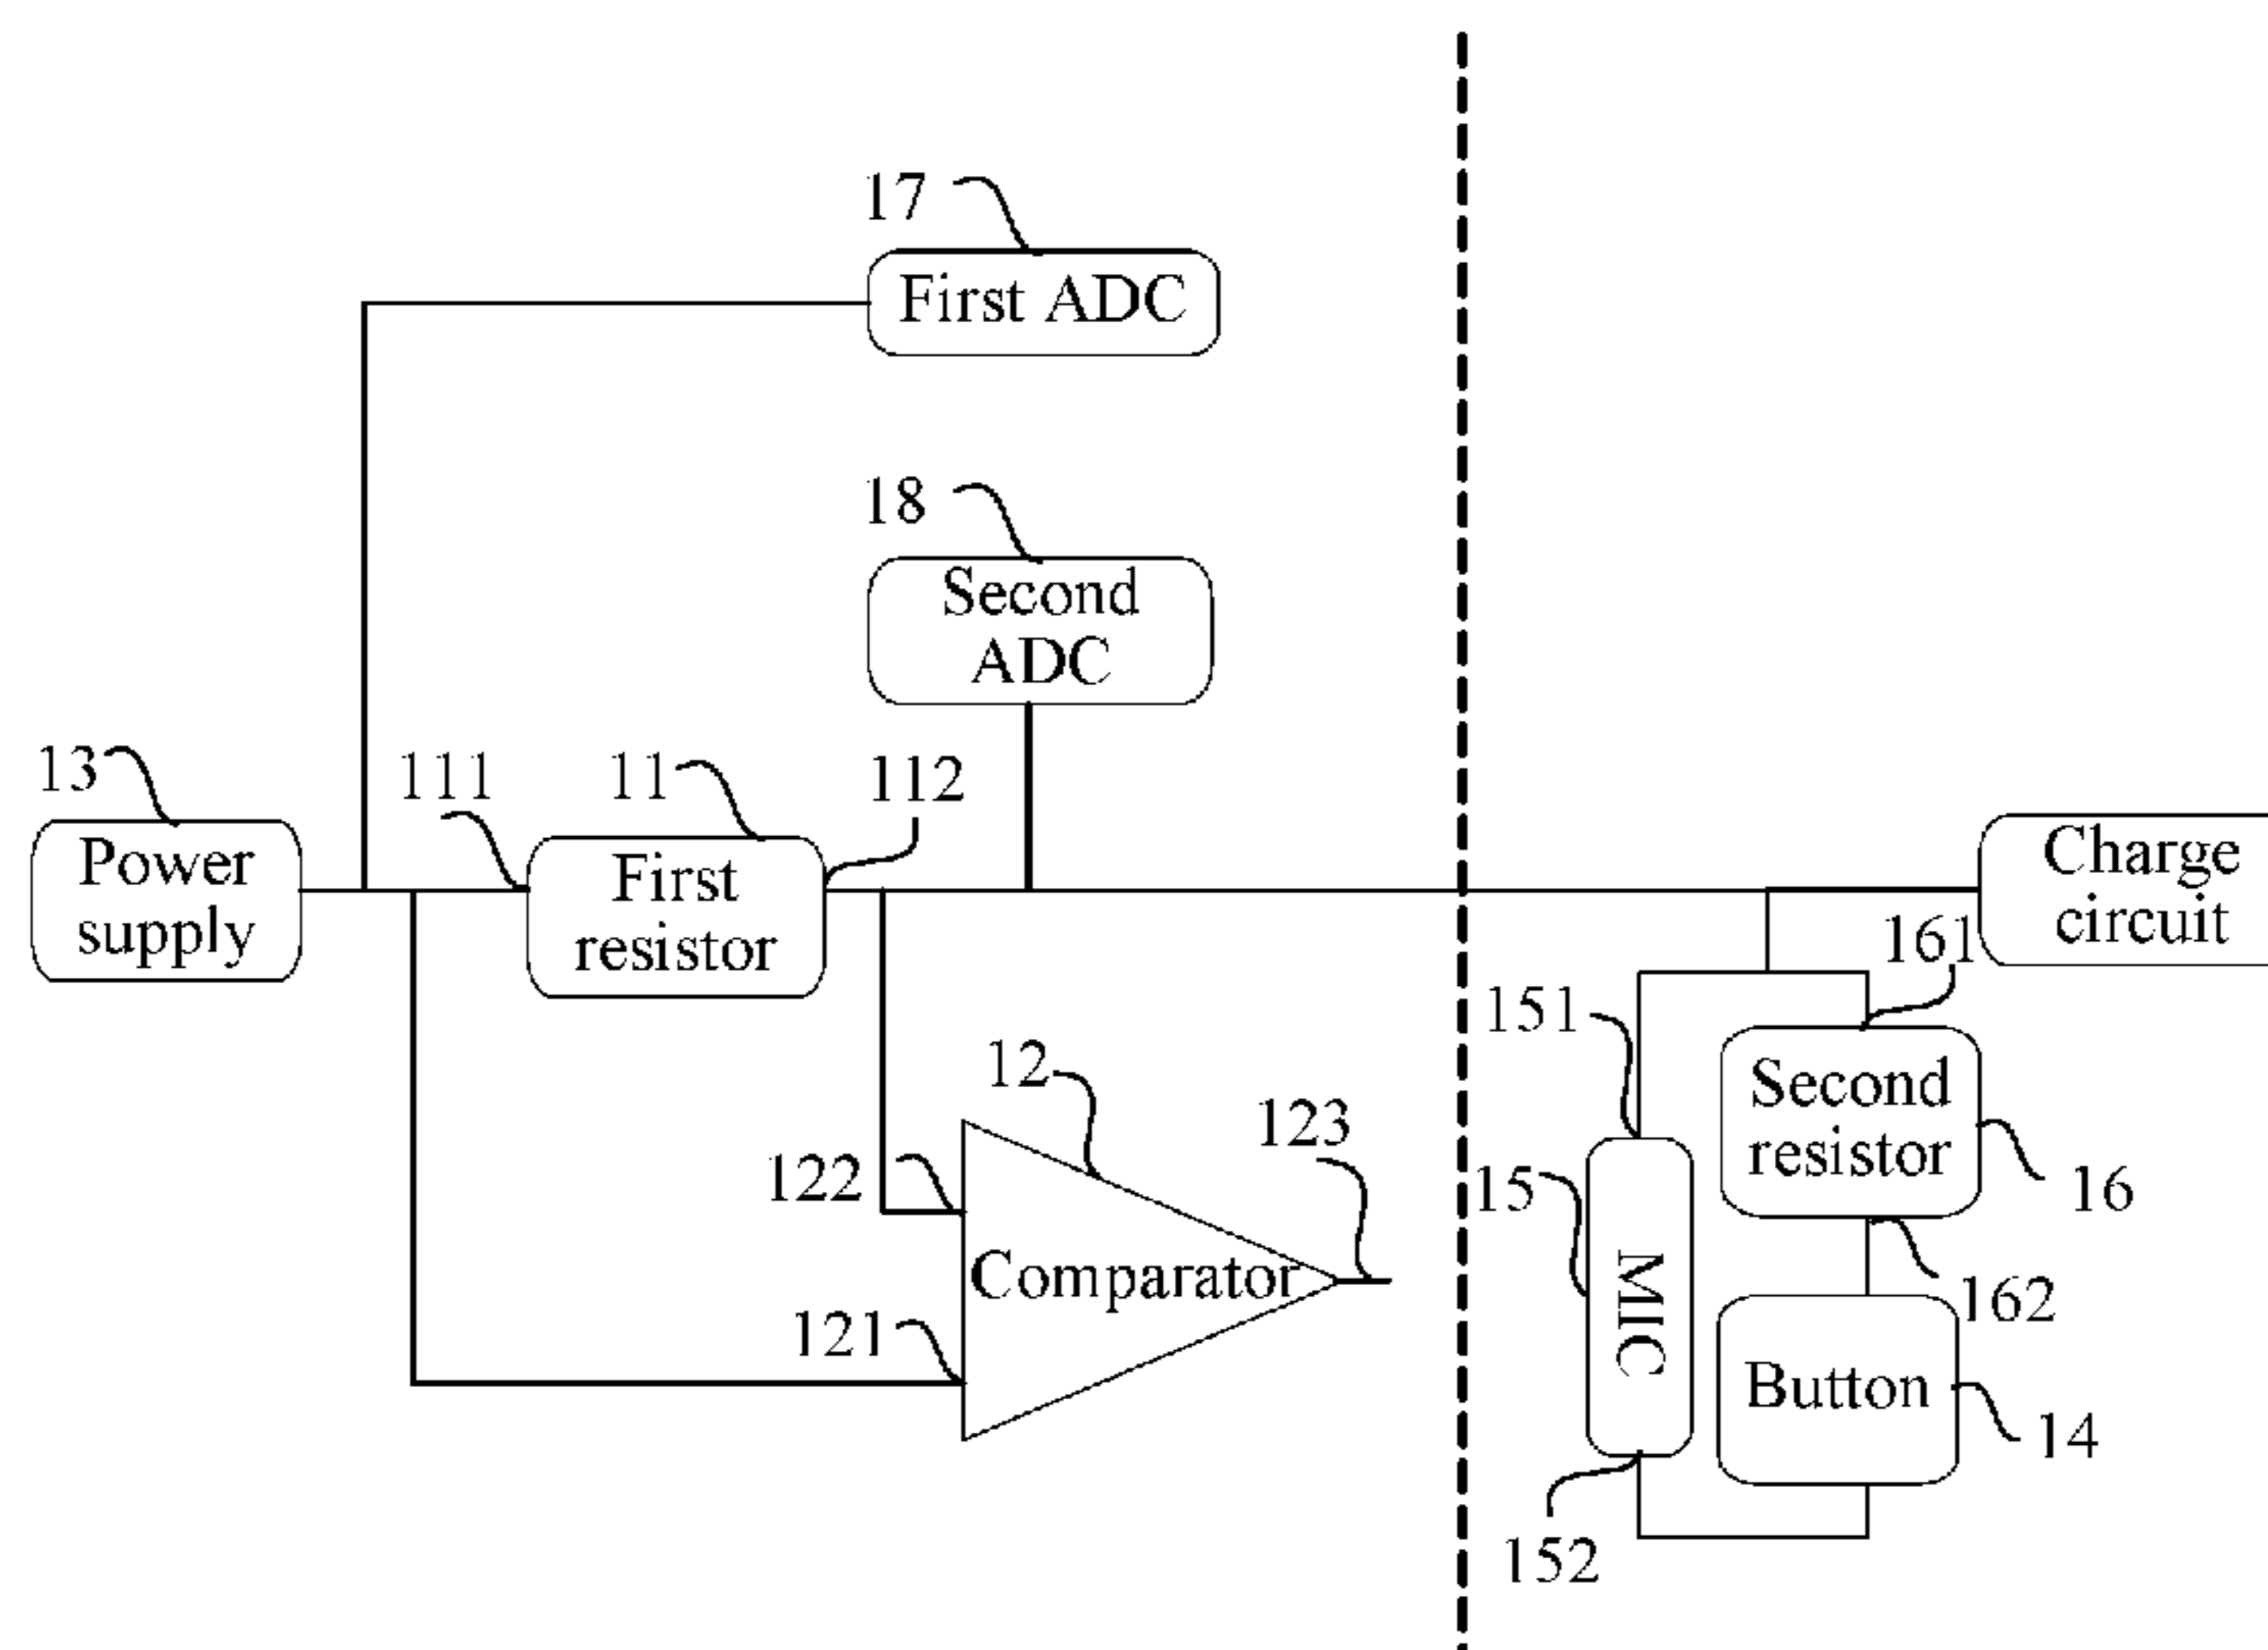 17
First ADC
18
Second
ADC
13
111
11
112
Power
supply
First
resistor
Charge
circuit
161
151
12
123
Second
resistor
122
15
16
Comparator
MIC
162
121
Button
14
152